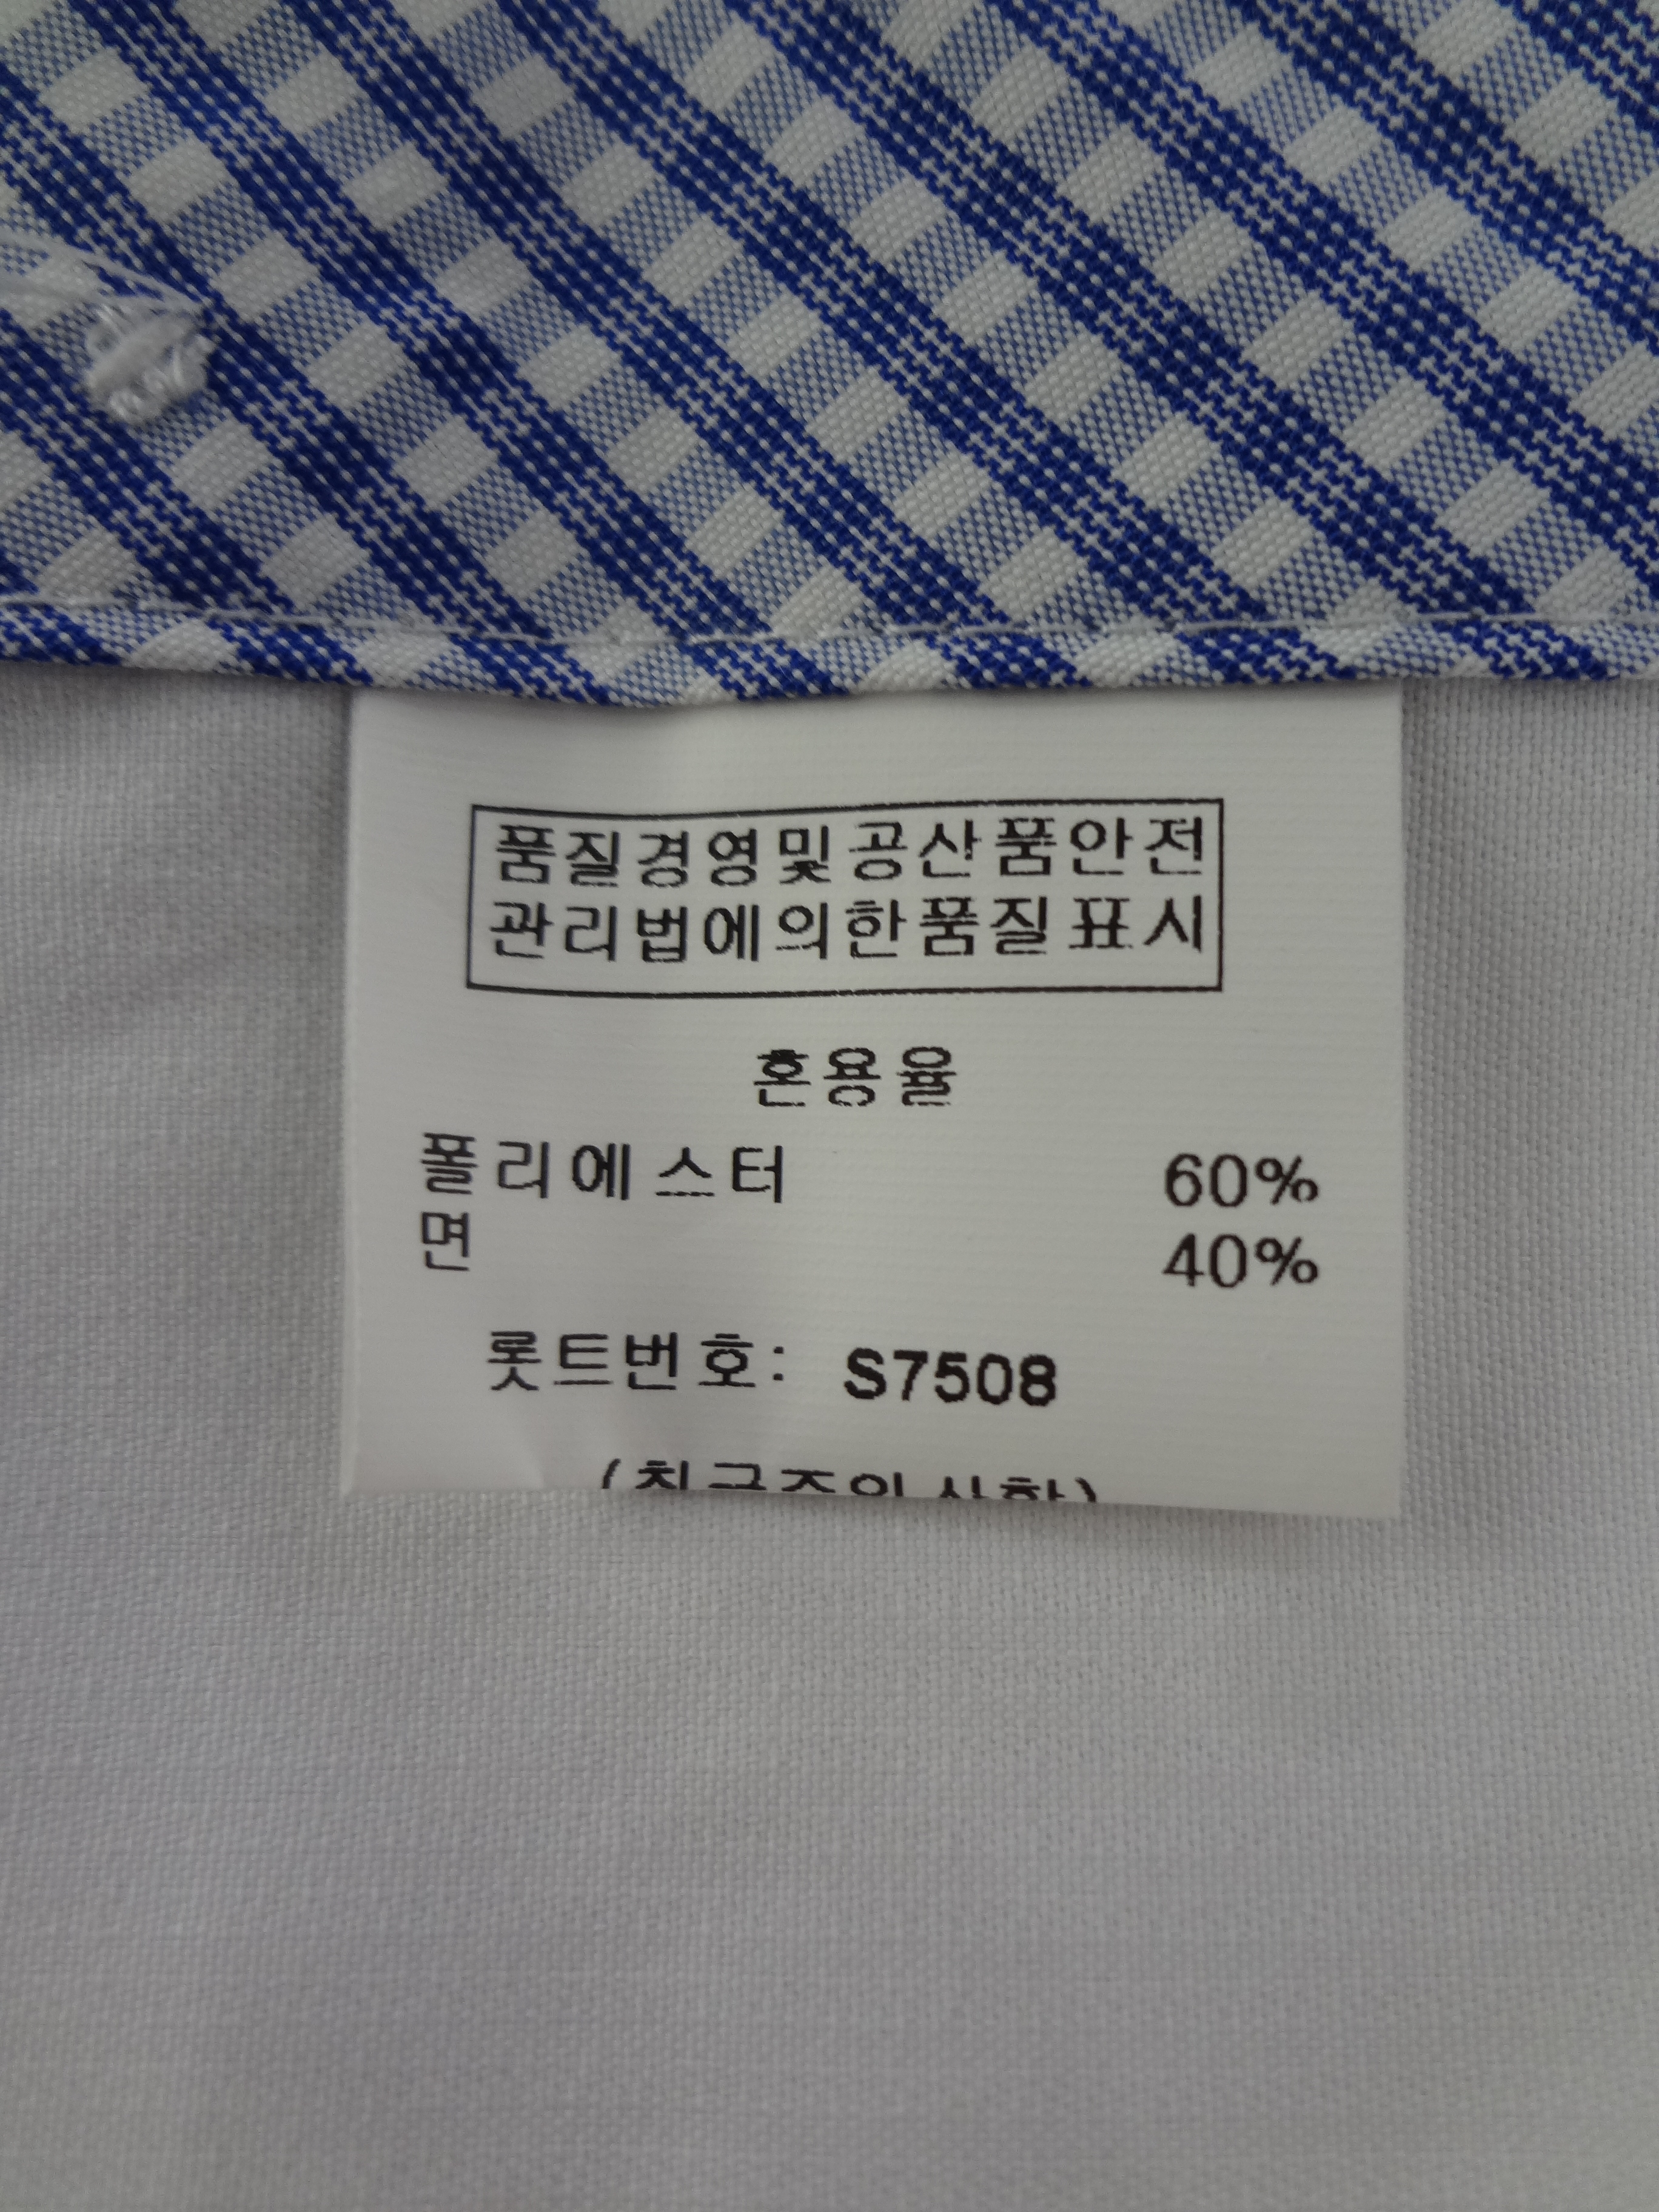 품질경영및공산품안전
관리법에의한품질표시
혼용율
폴리에스터 60%
면 40%
롯트번호: S7508